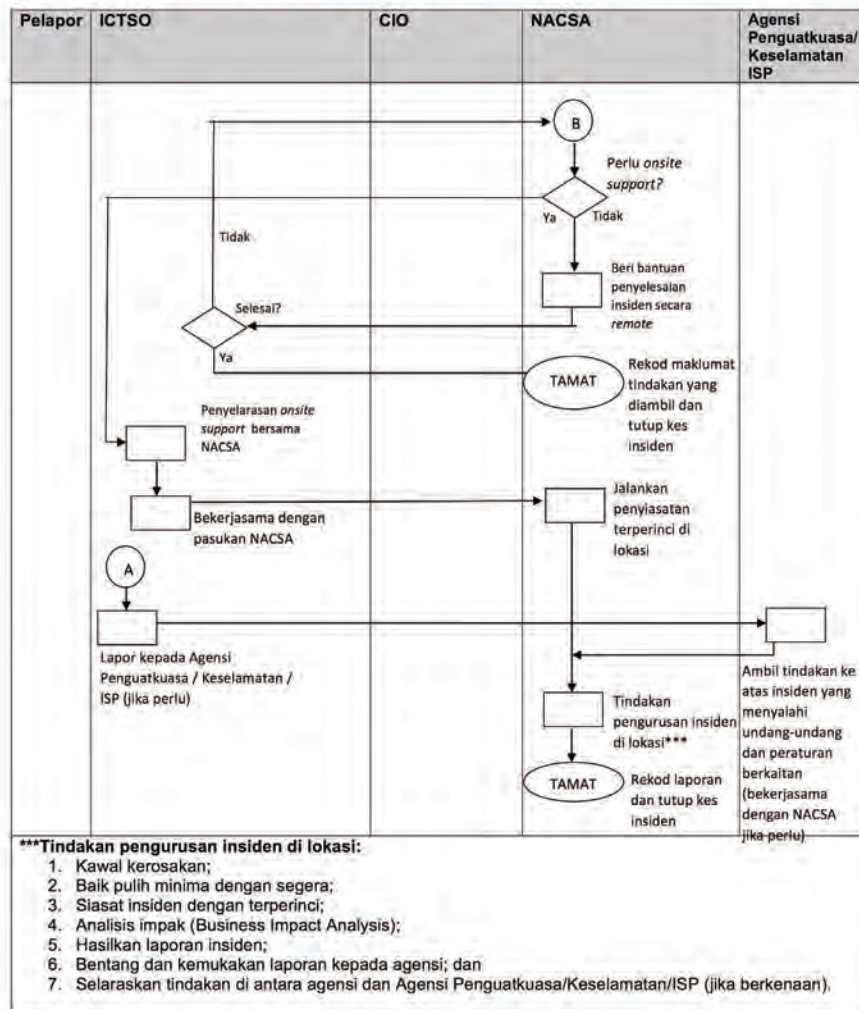 Pelapor ICTSO CIO NACSA Agensi
Penguatkuasa/
Keselamatan
ISP
B
Perlu onsite
support?
Ya Tidak
Tidak
Beri bantuan
penyelesaian
insiden secara
remote
Selesai?
Ya
TAMAT
Rekod maklumat
tindakan yang
diambil dan
tutup kes
insiden
Penyelarasan onsite
support bersama
NACSA
Bekerjasama dengan
pasukan NACSA
Jalankan
penyiasatan
terperinci di
lokasi
A
Lapor kepada Agensi
Penguatkuasa / Keselamatan /
ISP (jika perlu)
Ambil tindakan ke
atas insiden yang
menyalahi
undang-undang
dan peraturan
berkaitan
(bekerjasama
dengan NACSA
jika perlu)
Tindakan
pengurusan insiden
di lokasi***
TAMAT
Rekod laporan
dan tutup kes
insiden
***Tindakan pengurusan insiden di lokasi:
1. Kawal kerosakan;
2. Baik pulih minima dengan segera;
3. Siasat insiden dengan terperinci;
4. Analisis impak (Business Impact Analysis);
5. Hasilkan laporan insiden;
6. Bentang dan kemukakan laporan kepada agensi; dan
7. Selaraskan tindakan di antara agensi dan Agensi Penguatkuasa/Keselamatan/ISP (jika berkenaan).